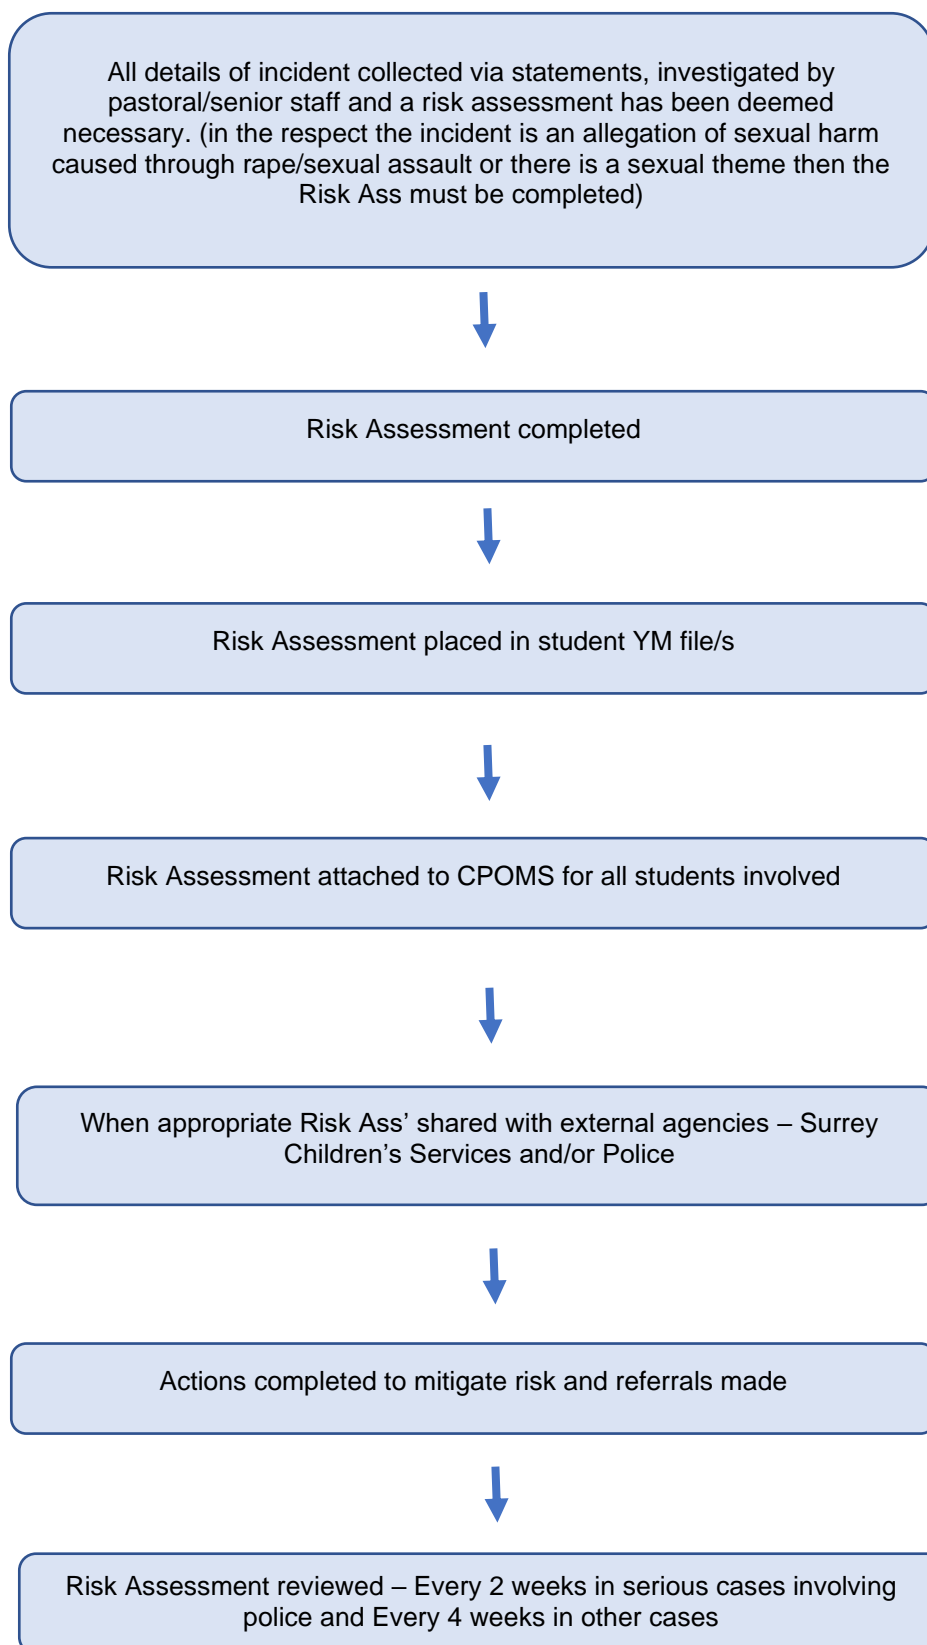 All details of incident collected via statements, investigated by
pastoral/senior staff and a risk assessment has been deemed
necessary. (in the respect the incident is an allegation of sexual harm
caused through rape/sexual assault or there is a sexual theme then the
Risk Ass must be completed)
Risk Assessment completed
Risk Assessment placed in student YM file/s
Risk Assessment attached to CPOMS for all students involved
When appropriate Risk Ass’ shared with external agencies – Surrey
Children’s Services and/or Police
Actions completed to mitigate risk and referrals made
Risk Assessment reviewed – Every 2 weeks in serious cases involving
police and Every 4 weeks in other cases